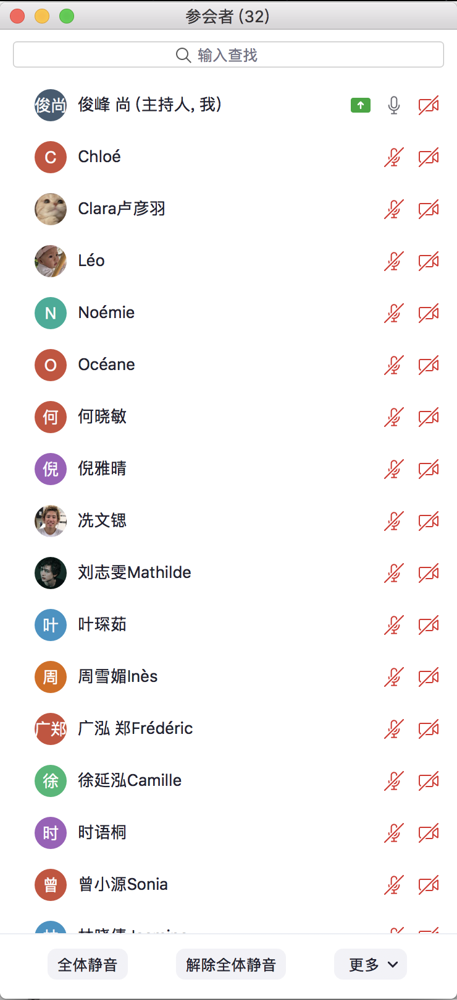 参会者 (32)
输入查找
俊尚 俊峰 尚 (主持人, 我)
C Chloé
Clara卢彦羽
Léo
N Noémie
O Océane
何 何晓敏
倪 倪雅晴
冼文锶
刘志雯Mathilde
叶 叶琛茹
周 周雪媚Inès
广郑 广泓 郑Frédéric
徐 徐延泓Camille
时 时语桐
曾 曾小源Sonia
全体静音 解除全体静音 更多